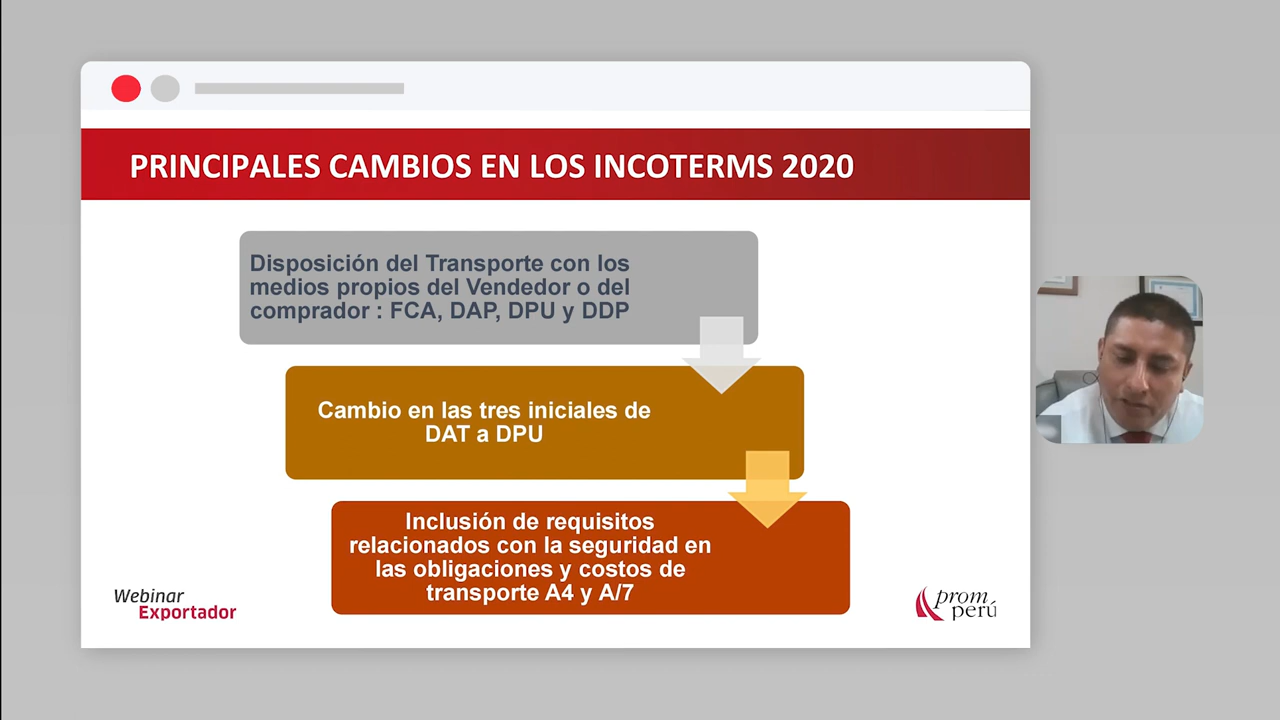 PRINCIPALES CAMBIOS EN LOS INCOTERMS 2020
Disposición del Transporte con los
medios propios del Vendedor o del
comprador : FCA, DAP, DPU y DDP
Cambio en las tres iniciales de
DAT a DPU
Inclusión de requisitos
relacionados con la seguridad en
las obligaciones y costos de
transporte A4 y A/7
Webinar
Exportador
prom
perú